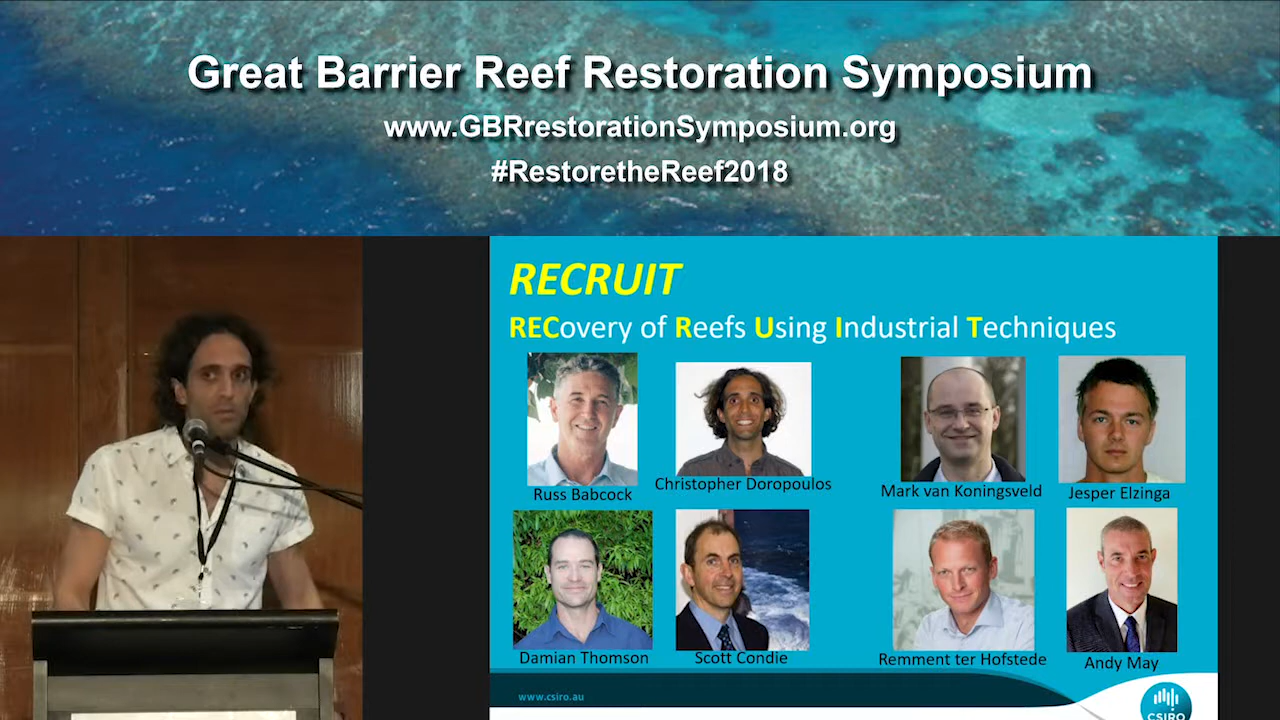 Great Barrier Reef Restoration Symposium
www.GBRrestorationSymposium.org
#RestoretheReef2018
RECRUIT
RECovery of Reefs Using Industrial Techniques
Russ Babcock
Christopher Doropoulos
Mark van Koningsveld
Jesper Elzinga
Damian Thomson
Scott Condie
Remment ter Hofstede
Andy May
www.csiro.au
CSIRO